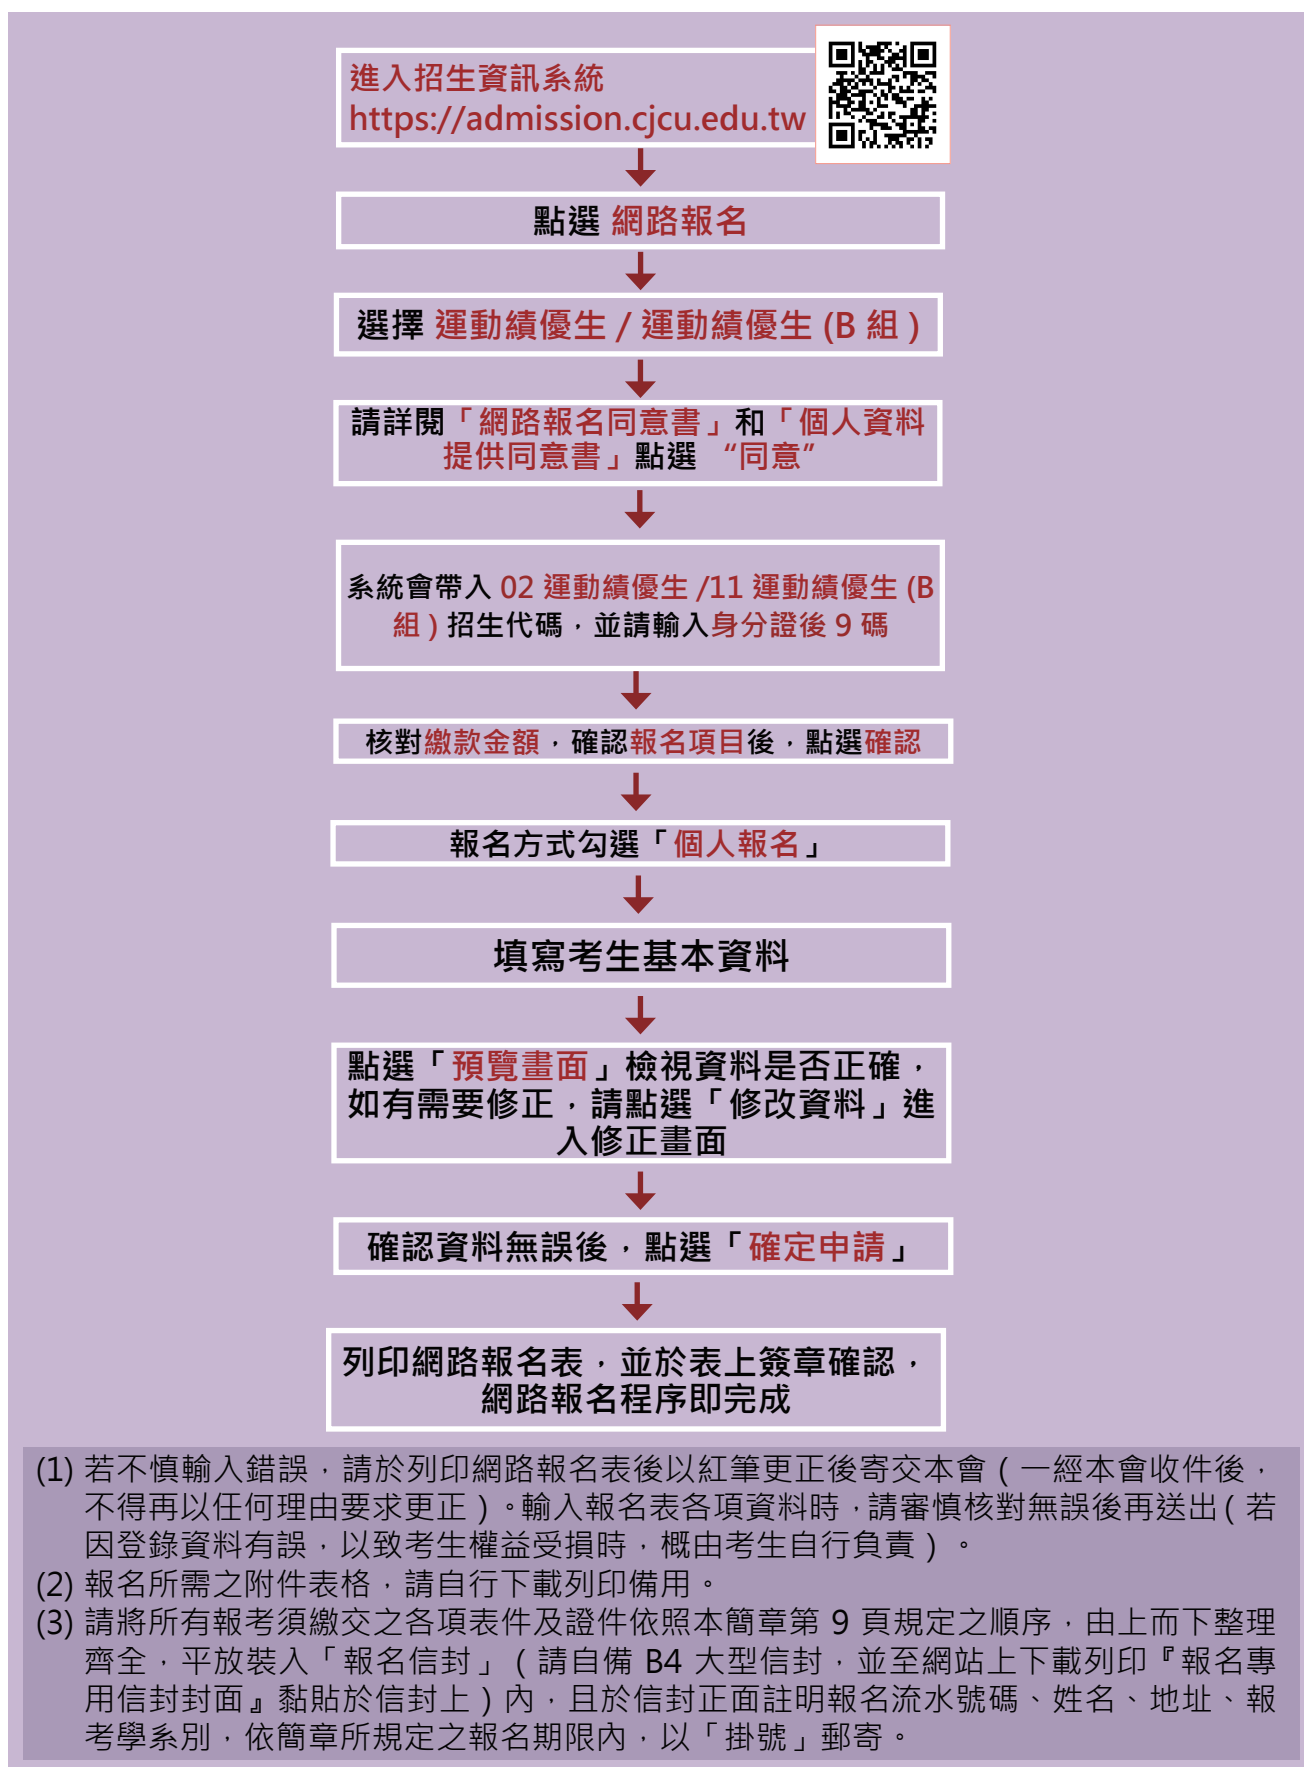 進入招生資訊系統
https://admission.cjcu.edu.tw
點選 網路報名
選擇 運動績優生 / 運動績優生 (B 組 )
請詳閱「網路報名同意書」和「個人資料
提供同意書」點選 “同意”
系統會帶入 02 運動績優生 /11 運動績優生 (B
組 ) 招生代碼，並請輸入身分證後 9 碼
核對繳款金額，確認報名項目後，點選確認
報名方式勾選「個人報名」
填寫考生基本資料
點選「預覽畫面」檢視資料是否正確，
如有需要修正，請點選「修改資料」進
入修正畫面
確認資料無誤後，點選「確定申請」
列印網路報名表，並於表上簽章確認，
網路報名程序即完成
(1) 若不慎輸入錯誤，請於列印網路報名表後以紅筆更正後寄交本會（一經本會收件後，
不得再以任何理由要求更正）。輸入報名表各項資料時，請審慎核對無誤後再送出（若
因登錄資料有誤，以致考生權益受損時，概由考生自行負責）。
(2) 報名所需之附件表格，請自行下載列印備用。
(3) 請將所有報考須繳交之各項表件及證件依照本簡章第 9 頁規定之順序，由上而下整理
齊全，平放裝入「報名信封」（請自備 B4 大型信封，並至網站上下載列印『報名專
用信封封面』黏貼於信封上）內，且於信封正面註明報名流水號碼、姓名、地址、報
考學系別，依簡章所規定之報名期限內，以「掛號」郵寄。